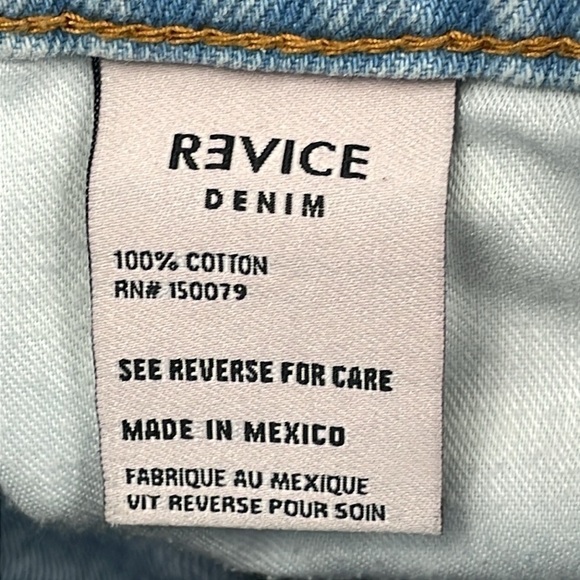 RƎVICE
DENIM
100% COTTON
RN# 150079
SEE REVERSE FOR CARE
MADE IN MEXICO
FABRIQUE AU MEXIQUE
VIT REVERSE POUR SOIN